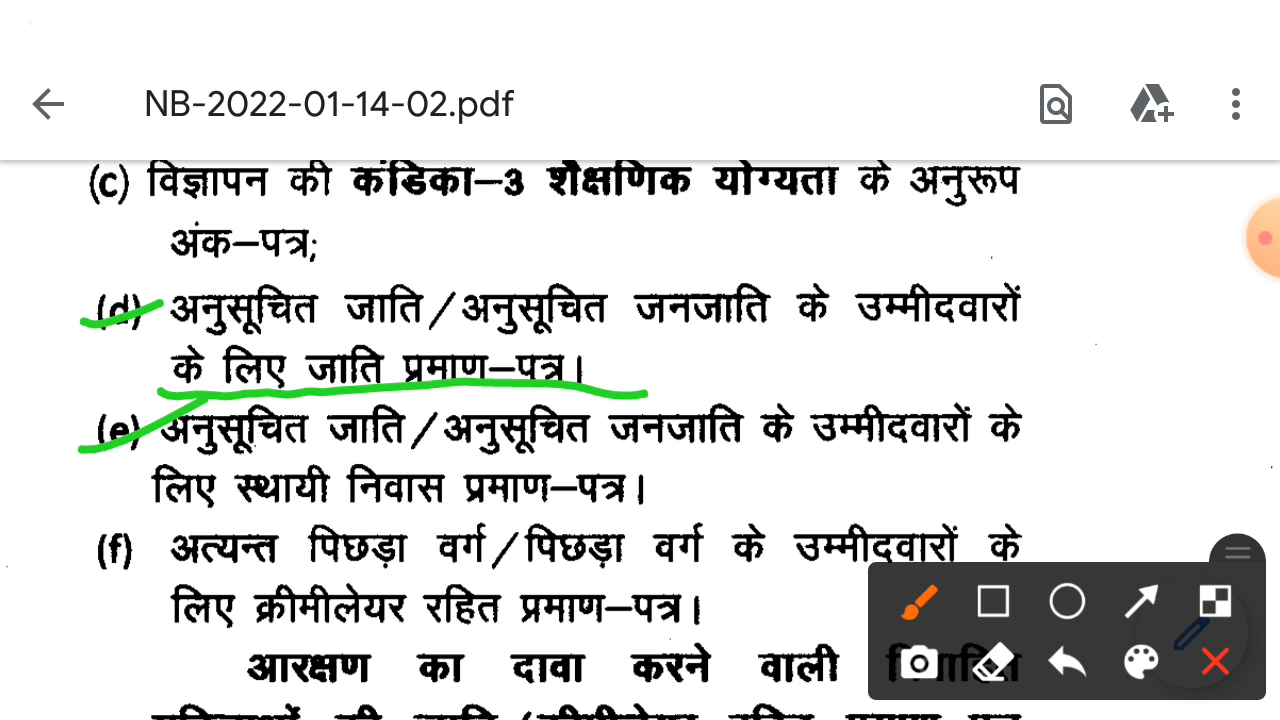 NB-2022-01-14-02.pdf
(c) विज्ञापन की कंडिका–3 शैक्षणिक योग्यता के अनुरूप
अंक–पत्र;
(d) अनुसूचित जाति/अनुसूचित जनजाति के उम्मीदवारों
के लिए जाति प्रमाण–पत्र।
(e) अनुसूचित जाति/अनुसूचित जनजाति के उम्मीदवारों के
लिए स्थायी निवास प्रमाण–पत्र।
(f) अत्यन्त पिछड़ा वर्ग/पिछड़ा वर्ग के उम्मीदवारों के
लिए क्रीमीलेयर रहित प्रमाण–पत्र।
आरक्षण का दावा करने वाली